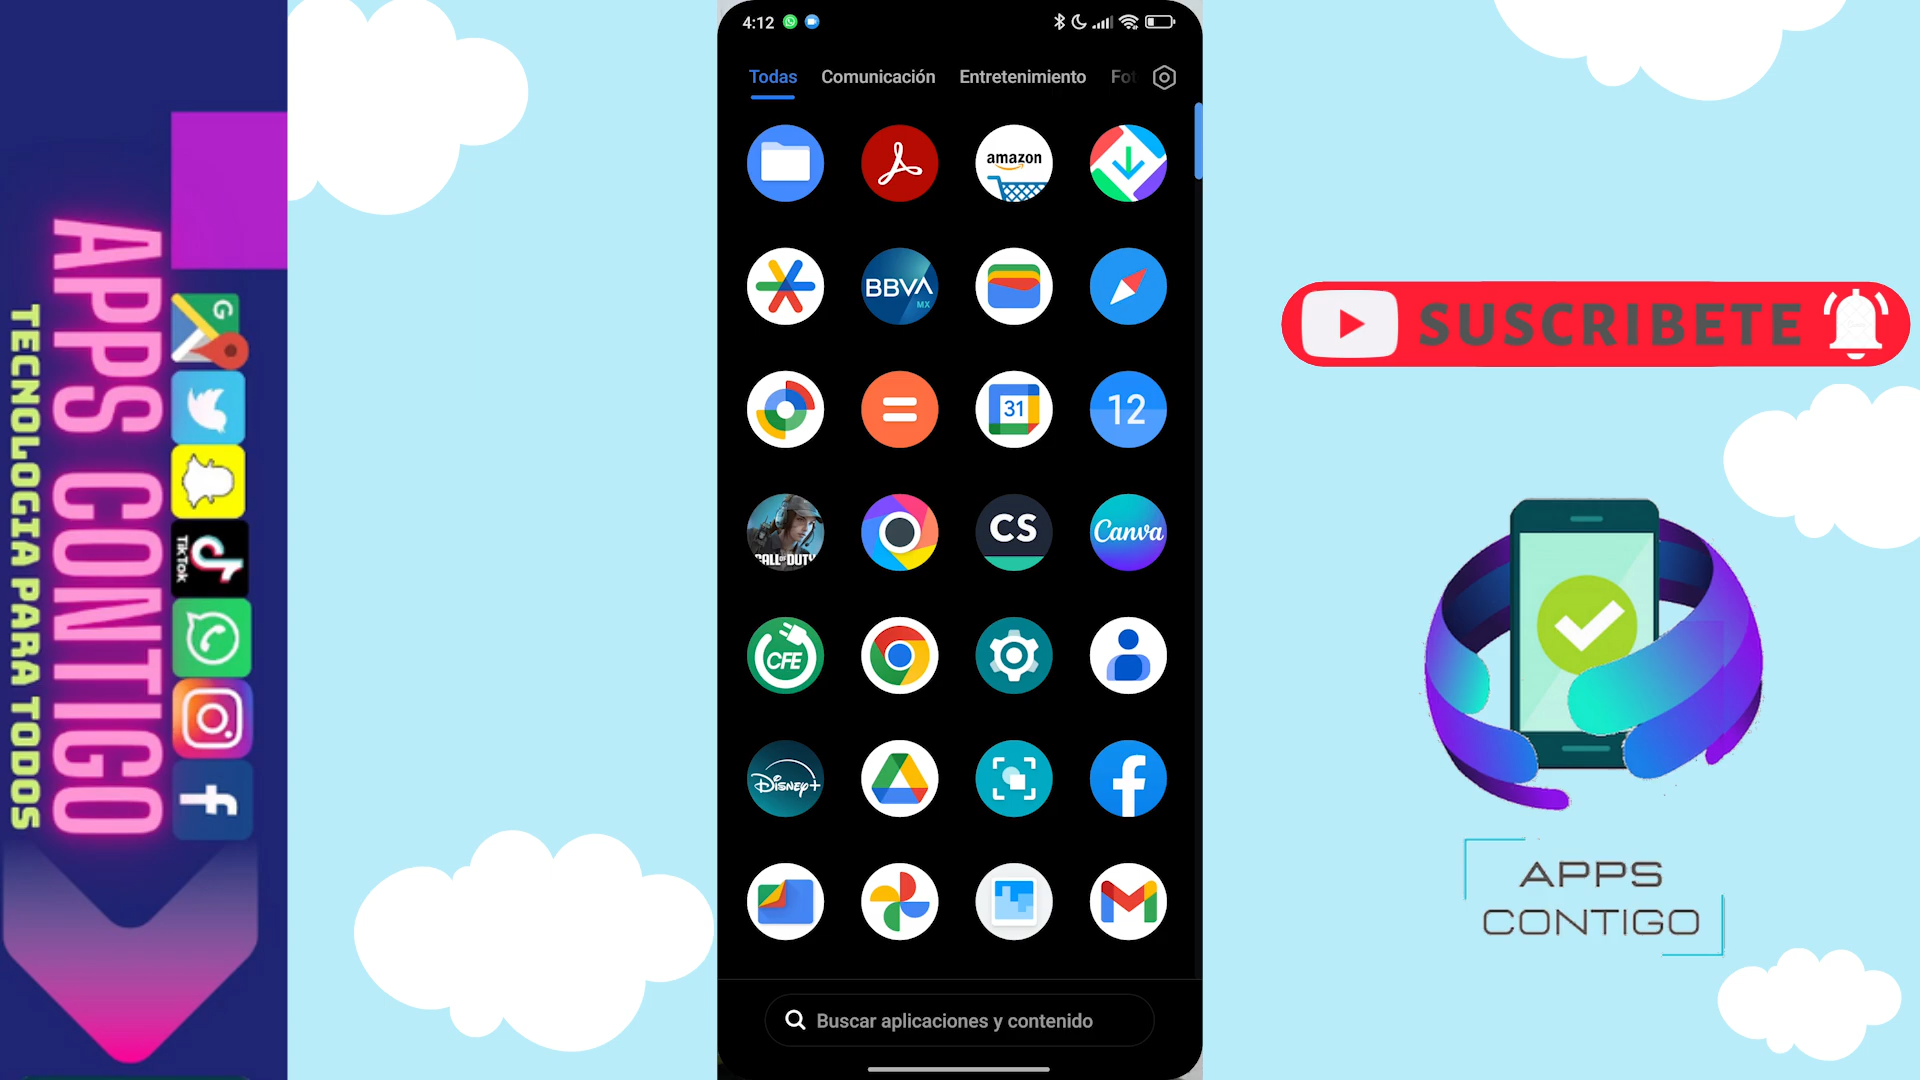 APPS CONTIGO
TECNOLOGIA PARA TODOS
G
TikTok
4:12
Todas
Comunicación
Entretenimiento
Fot
amazon
BBVA
MX
31
12
CALL OF DUTY
CS
Canva
CFE
Disney+
Buscar aplicaciones y contenido
SUSCRIBETE
APPS
CONTIGO